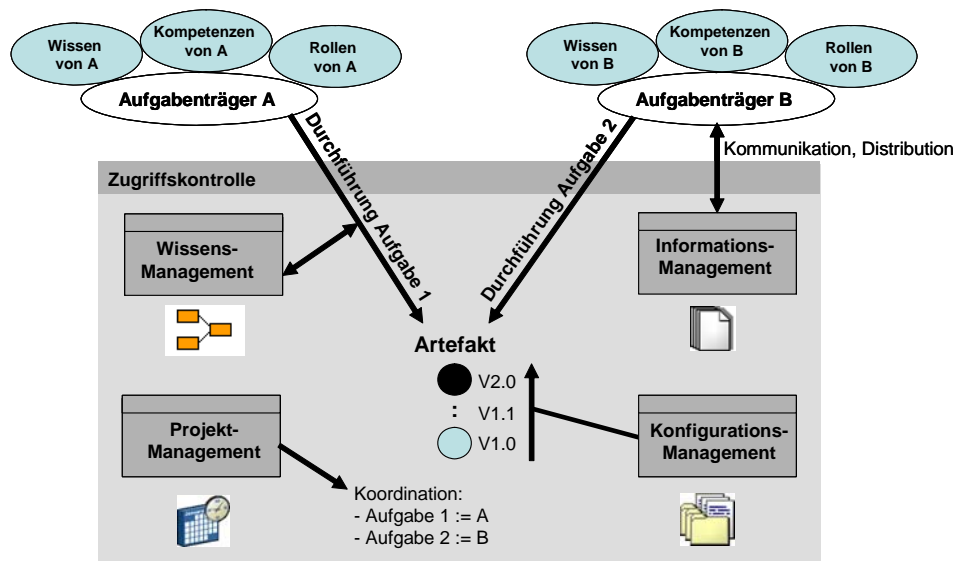 Wissen
von A
Kompetenzen
von A
Rollen
von A
Aufgabenträger A
Wissen
von B
Kompetenzen
von B
Rollen
von B
Aufgabenträger B
Durchführung Aufgabe 1
Durchführung Aufgabe 2
Kommunikation, Distribution
Zugriffskontrolle
Wissens-
Management
Informations-
Management
Artefakt
V2.0
: V1.1
V1.0
Projekt-
Management
Konfigurations-
Management
Koordination:
- Aufgabe 1 := A
- Aufgabe 2 := B